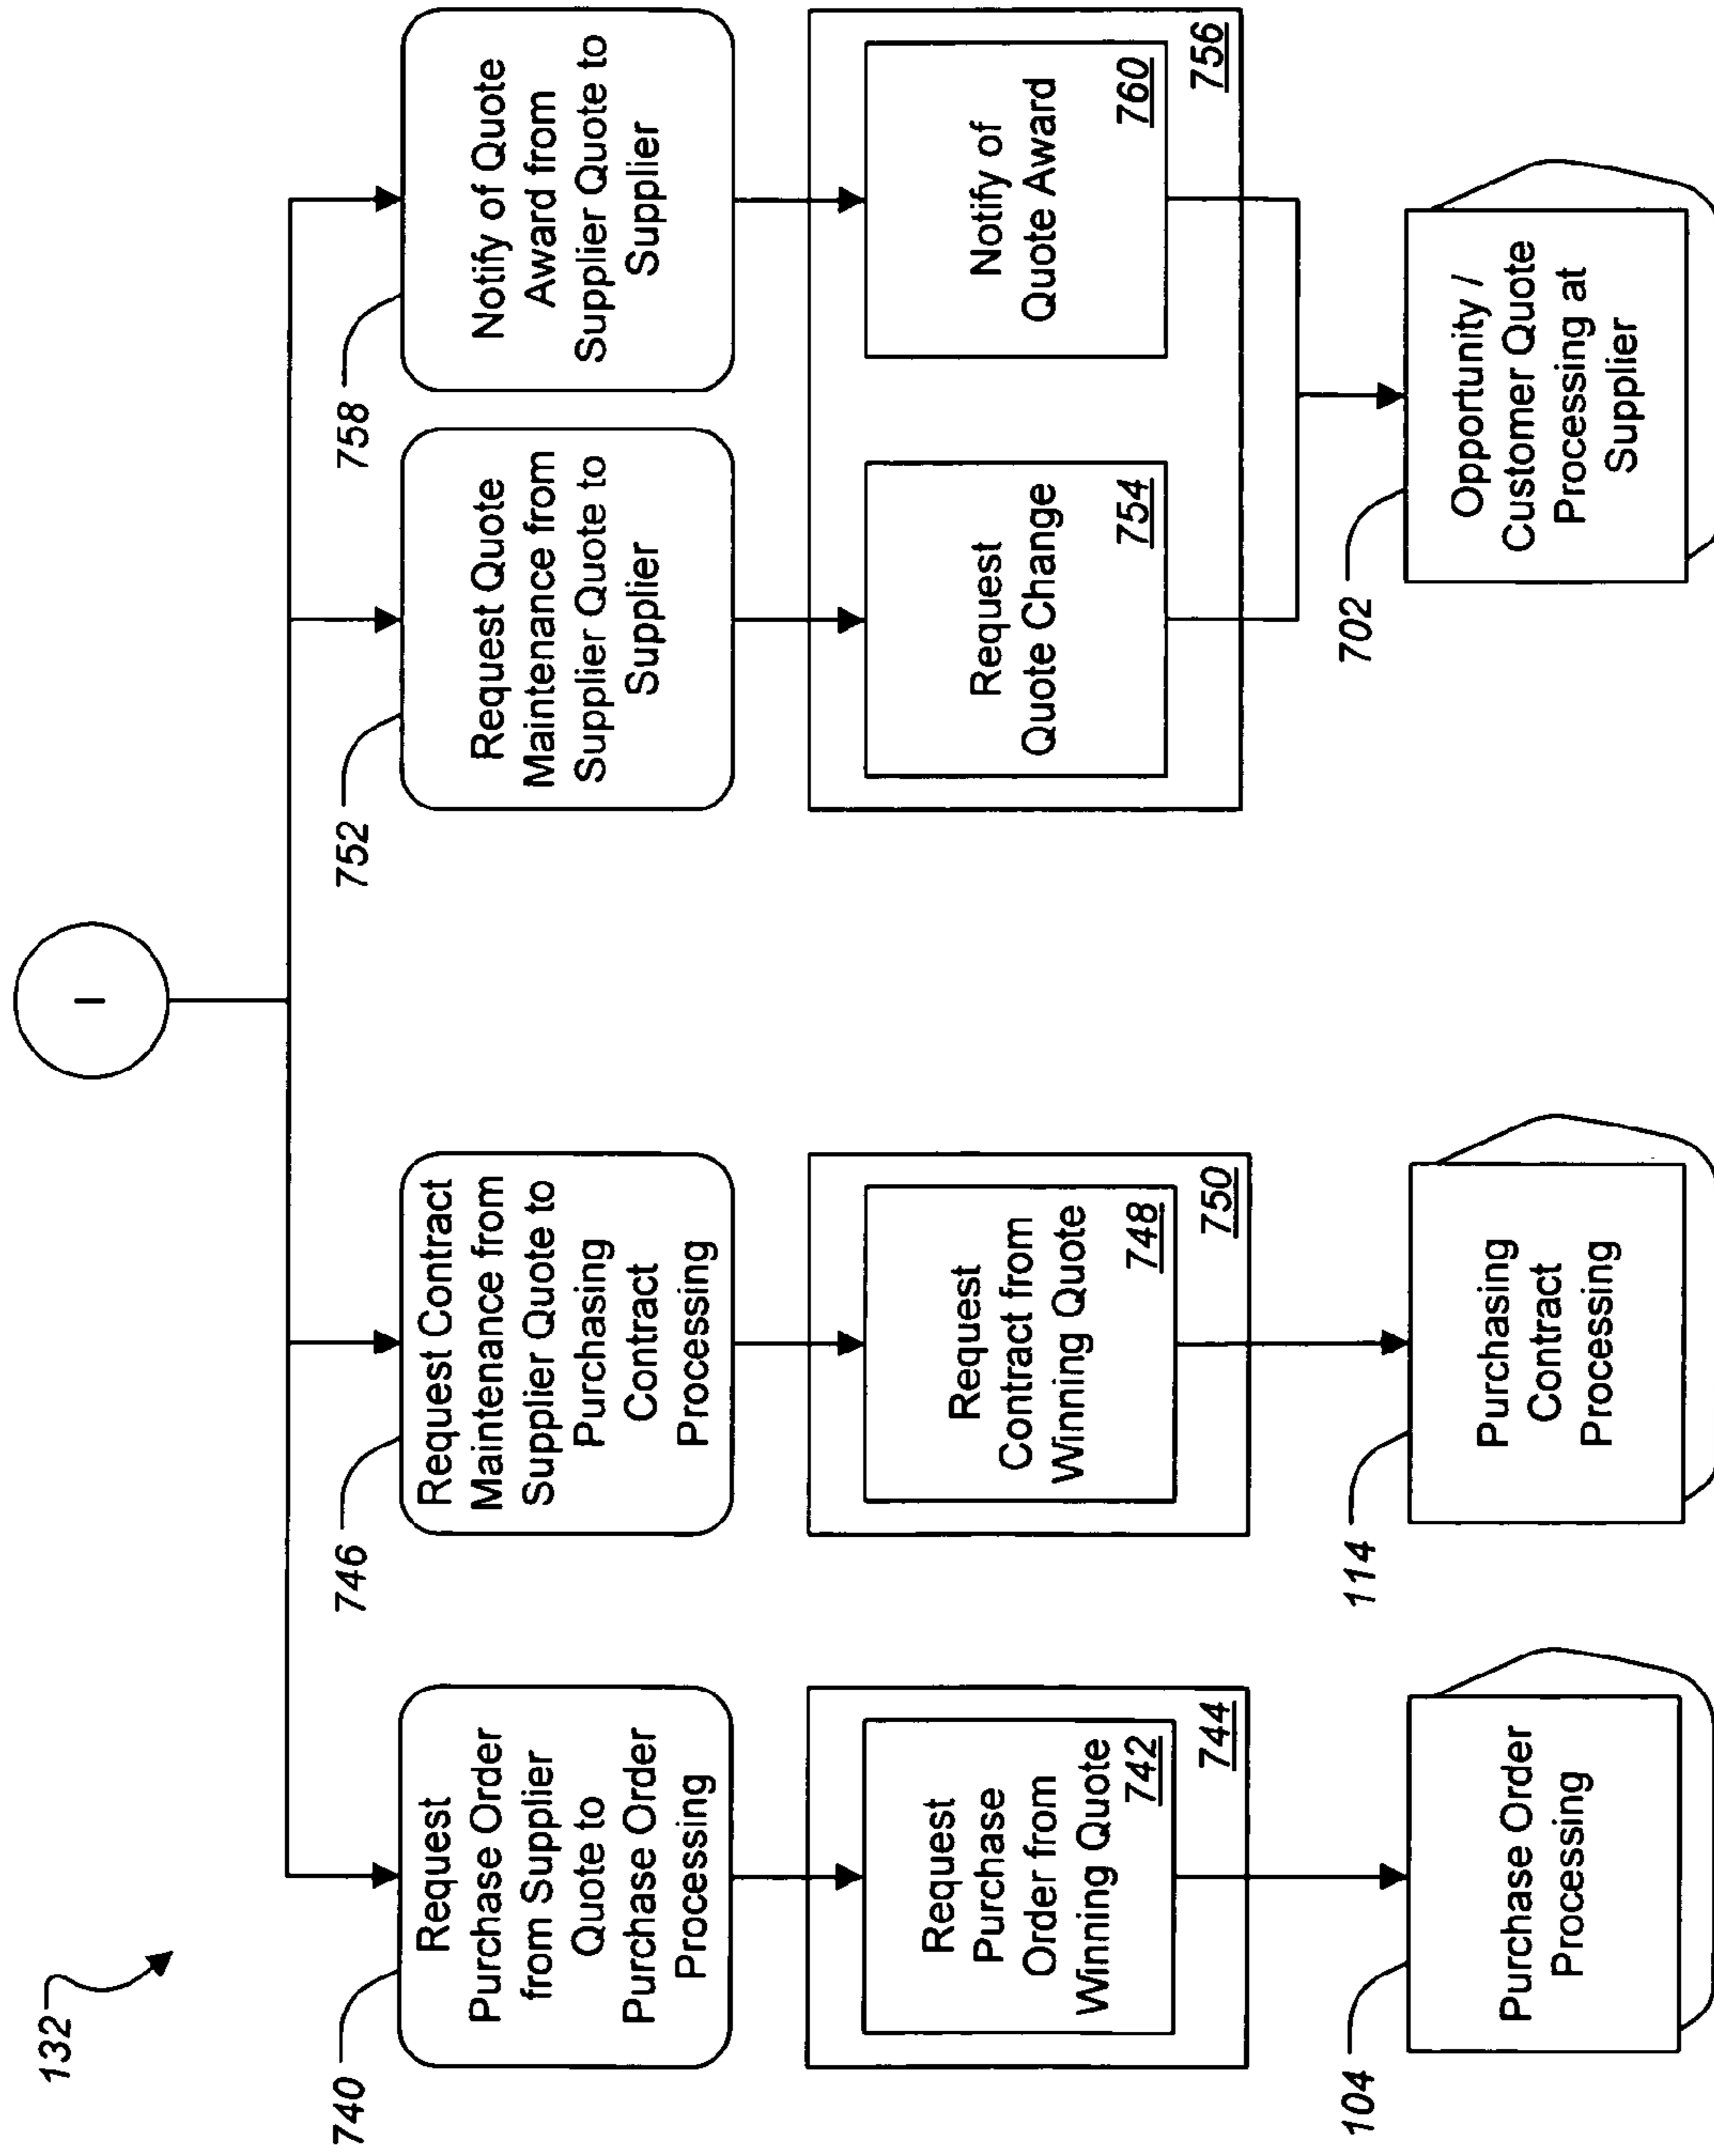 132
I
740
Request
Purchase Order
from Supplier
Quote to
Purchase Order
Processing
746
Request Contract
Maintenance from
Supplier Quote to
Purchasing
Contract
Processing
752
Request Quote
Maintenance from
Supplier Quote to
Supplier
758
Notify of Quote
Award from
Supplier Quote to
Supplier
Request
Purchase
Order from
Winning Quote
742
744
Request
Contract from
Winning Quote
748
750
Request
Quote Change
754
Notify of
Quote Award
760
756
104
Purchase Order
Processing
114
Purchasing
Contract
Processing
702
Opportunity /
Customer Quote
Processing at
Supplier